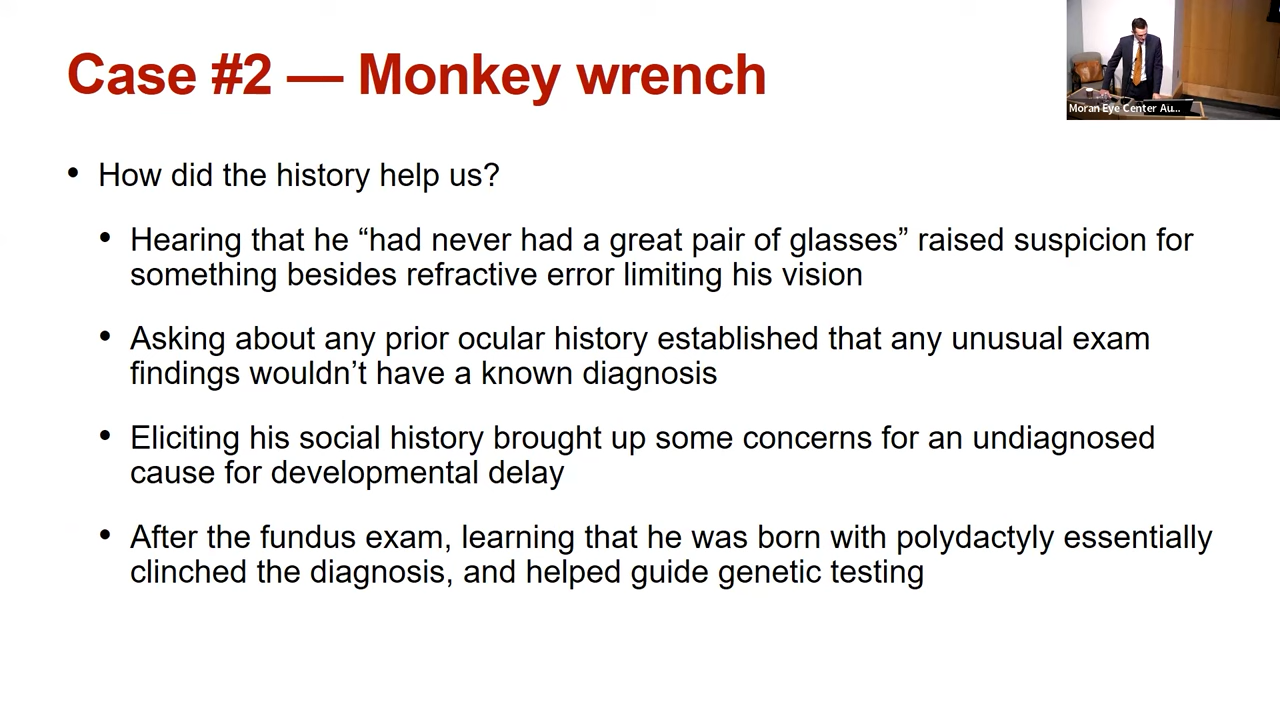 Case #2 — Monkey wrench
Moran Eye Center Au...
• How did the history help us?
• Hearing that he “had never had a great pair of glasses” raised suspicion for
something besides refractive error limiting his vision
• Asking about any prior ocular history established that any unusual exam
findings wouldn’t have a known diagnosis
• Eliciting his social history brought up some concerns for an undiagnosed
cause for developmental delay
• After the fundus exam, learning that he was born with polydactyly essentially
clinched the diagnosis, and helped guide genetic testing